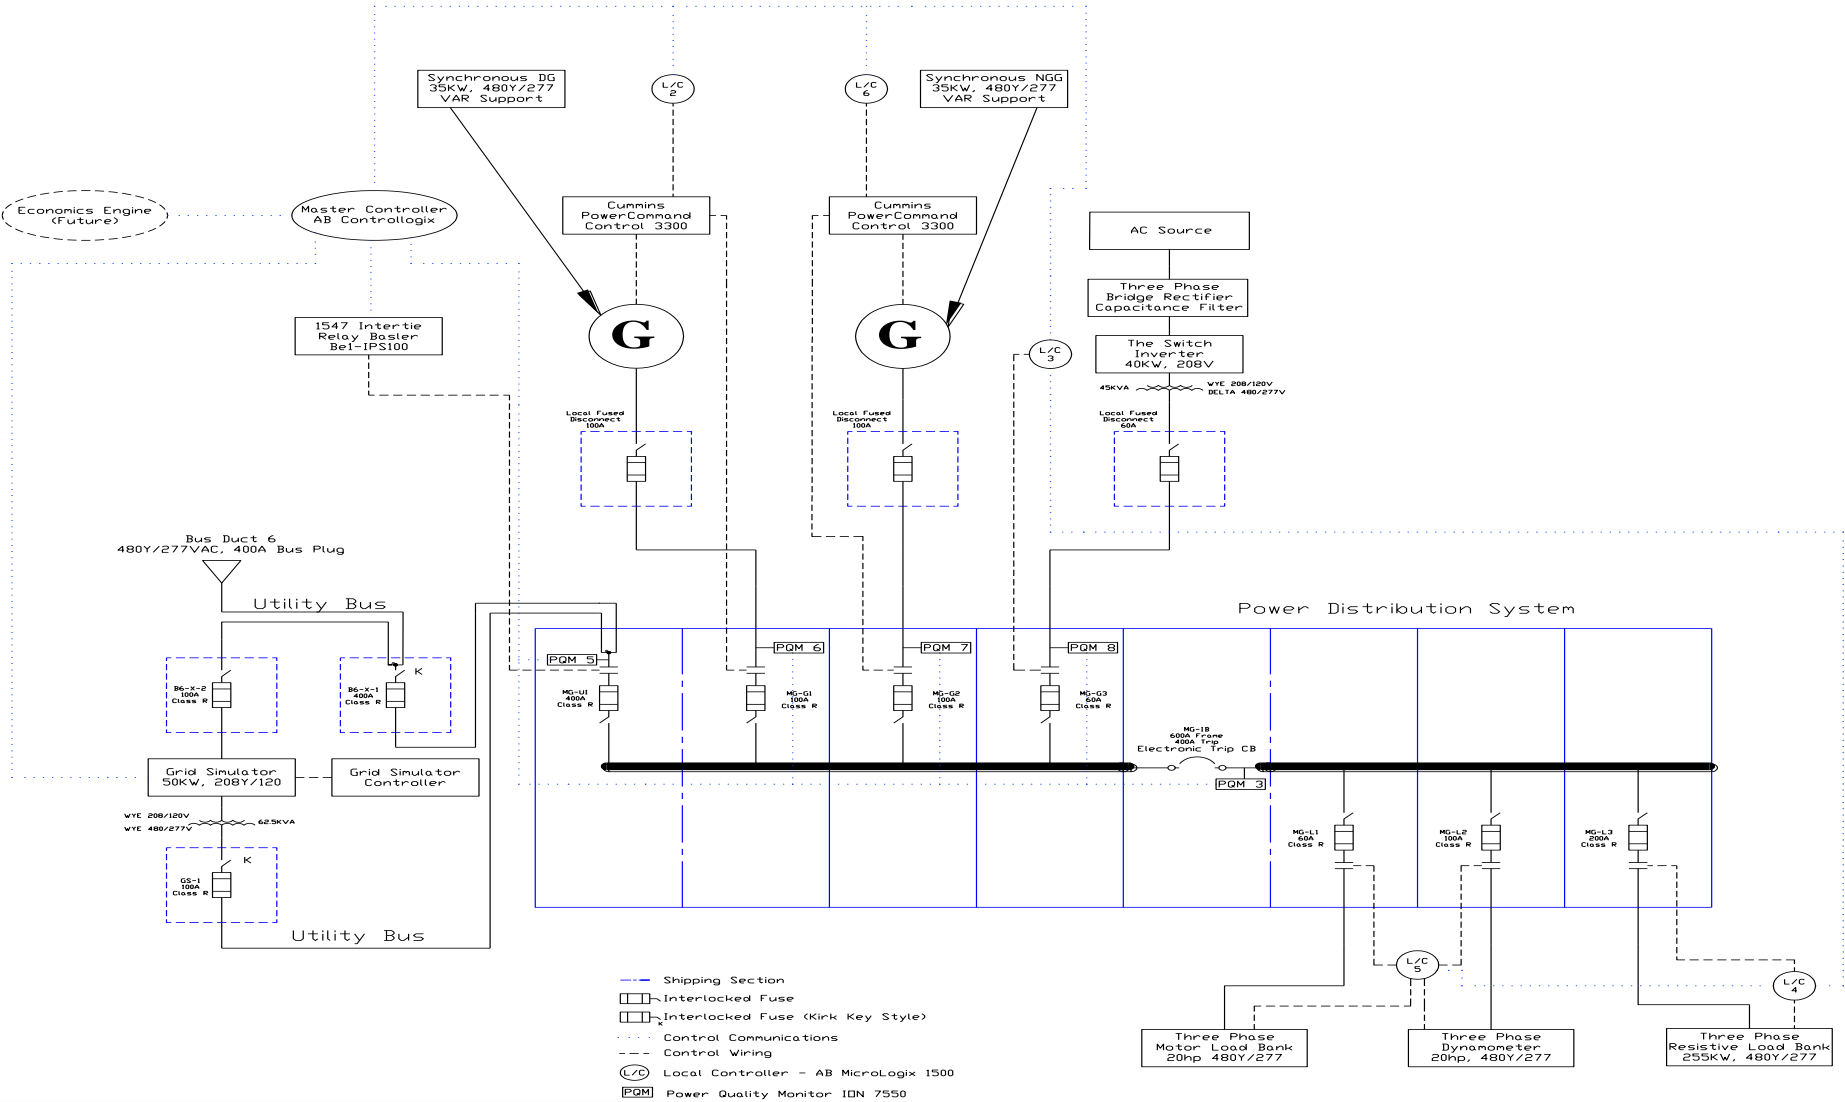 Synchronous DG
35KW, 480Y/277
VAR Support
L/C
2
L/C
6
Synchronous NGG
35KW, 480Y/277
VAR Support
Economics Engine
(Future)
Master Controller
AB Controllogix
Cummins
PowerCommand
Control 3300
Cummins
PowerCommand
Control 3300
AC Source
Three Phase
Bridge Rectifier
Capacitance Filter
1547 Intertie
Relay Basler
Be1-IPS100
G
G
L/C
3
The Switch
Inverter
40KW, 208V
45KVA
WYE 208/120V
DELTA 480/277V
Local Fused
Disconnect
100A
Local Fused
Disconnect
100A
Local Fused
Disconnect
60A
Bus Duct 6
480Y/277VAC, 400A Bus Plug
Utility Bus
Power Distribution System
PQM 5
PQM 6
PQM 7
PQM 8
K
B6-X-2
100A
Class R
B6-X-1
400A
Class R
MG-U1
400A
Class R
MG-G1
100A
Class R
MG-G2
100A
Class R
MG-G3
60A
Class R
MG-IB
600A Frame
400A Trip
Electronic Trip CB
PQM 3
Grid Simulator
50KW, 208Y/120
Grid Simulator
Controller
WYE 208/120V
WYE 480/277V
62.5KVA
MG-L1
60A
Class R
MG-L2
100A
Class R
MG-L3
200A
Class R
K
GS-1
100A
Class R
Utility Bus
L/C
5
L/C
4
Shipping Section
Interlocked Fuse
Interlocked Fuse (Kirk Key Style)
K
Control Communications
Control Wiring
L/C
Local Controller - AB MicroLogix 1500
PQM
Power Quality Monitor ION 7550
Three Phase
Motor Load Bank
20hp 480Y/277
Three Phase
Dynamometer
20hp, 480Y/277
Three Phase
Resistive Load Bank
255KW, 480Y/277